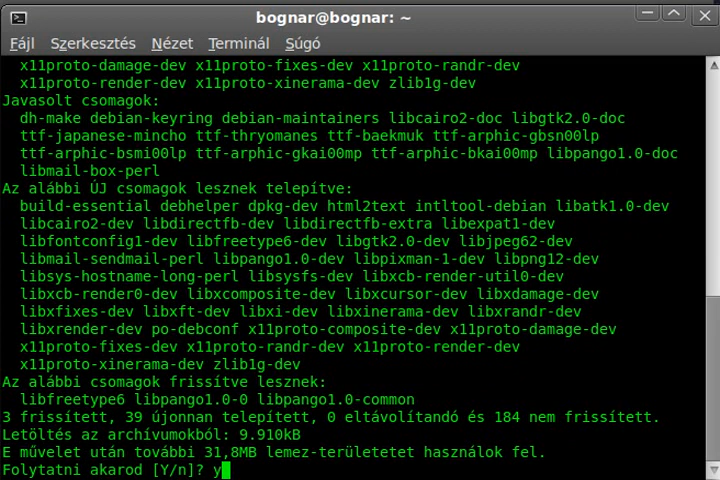 bognar@bognar: ~
Fájl Szerkesztés Nézet Terminál Súgó
x11proto-damage-dev x11proto-fixes-dev x11proto-randr-dev
x11proto-render-dev x11proto-xinerama-dev zlib1g-dev
Javasolt csomagok:
dh-make debian-keyring debian-maintainers libcairo2-doc libgtk2.0-doc
ttf-japanese-mincho ttf-thryomanes ttf-baekmuk ttf-arphic-gbsn00lp
ttf-arphic-bsmi00lp ttf-arphic-gkai00mp ttf-arphic-bkai00mp libpango1.0-doc
libmail-box-perl
Az alábbi ÚJ csomagok lesznek telepítve:
build-essential debhelper dpkg-dev html2text intltool-debian libatk1.0-dev
libcairo2-dev libdirectfb-dev libdirectfb-extra libexpat1-dev
libfontconfig1-dev libfreetype6-dev libgtk2.0-dev libjpeg62-dev
libmail-sendmail-perl libpango1.0-dev libpixman-1-dev libpng12-dev
libsys-hostname-long-perl libsysfs-dev libxcb-render-util0-dev
libxcb-render0-dev libxcomposite-dev libxcursor-dev libxdamage-dev
libxfixes-dev libxft-dev libxi-dev libxinerama-dev libxrandr-dev
libxrender-dev po-debconf x11proto-composite-dev x11proto-damage-dev
x11proto-fixes-dev x11proto-randr-dev x11proto-render-dev
x11proto-xinerama-dev zlib1g-dev
Az alábbi csomagok frissítve lesznek:
libfreetype6 libpango1.0-0 libpango1.0-common
3 frissített, 39 újonnan telepített, 0 eltávolítandó és 184 nem frissített.
Letöltés az archívumokból: 9.910kB
E művelet után további 31,8MB lemez-területetet használok fel.
Folytatni akarod [Y/n]? y